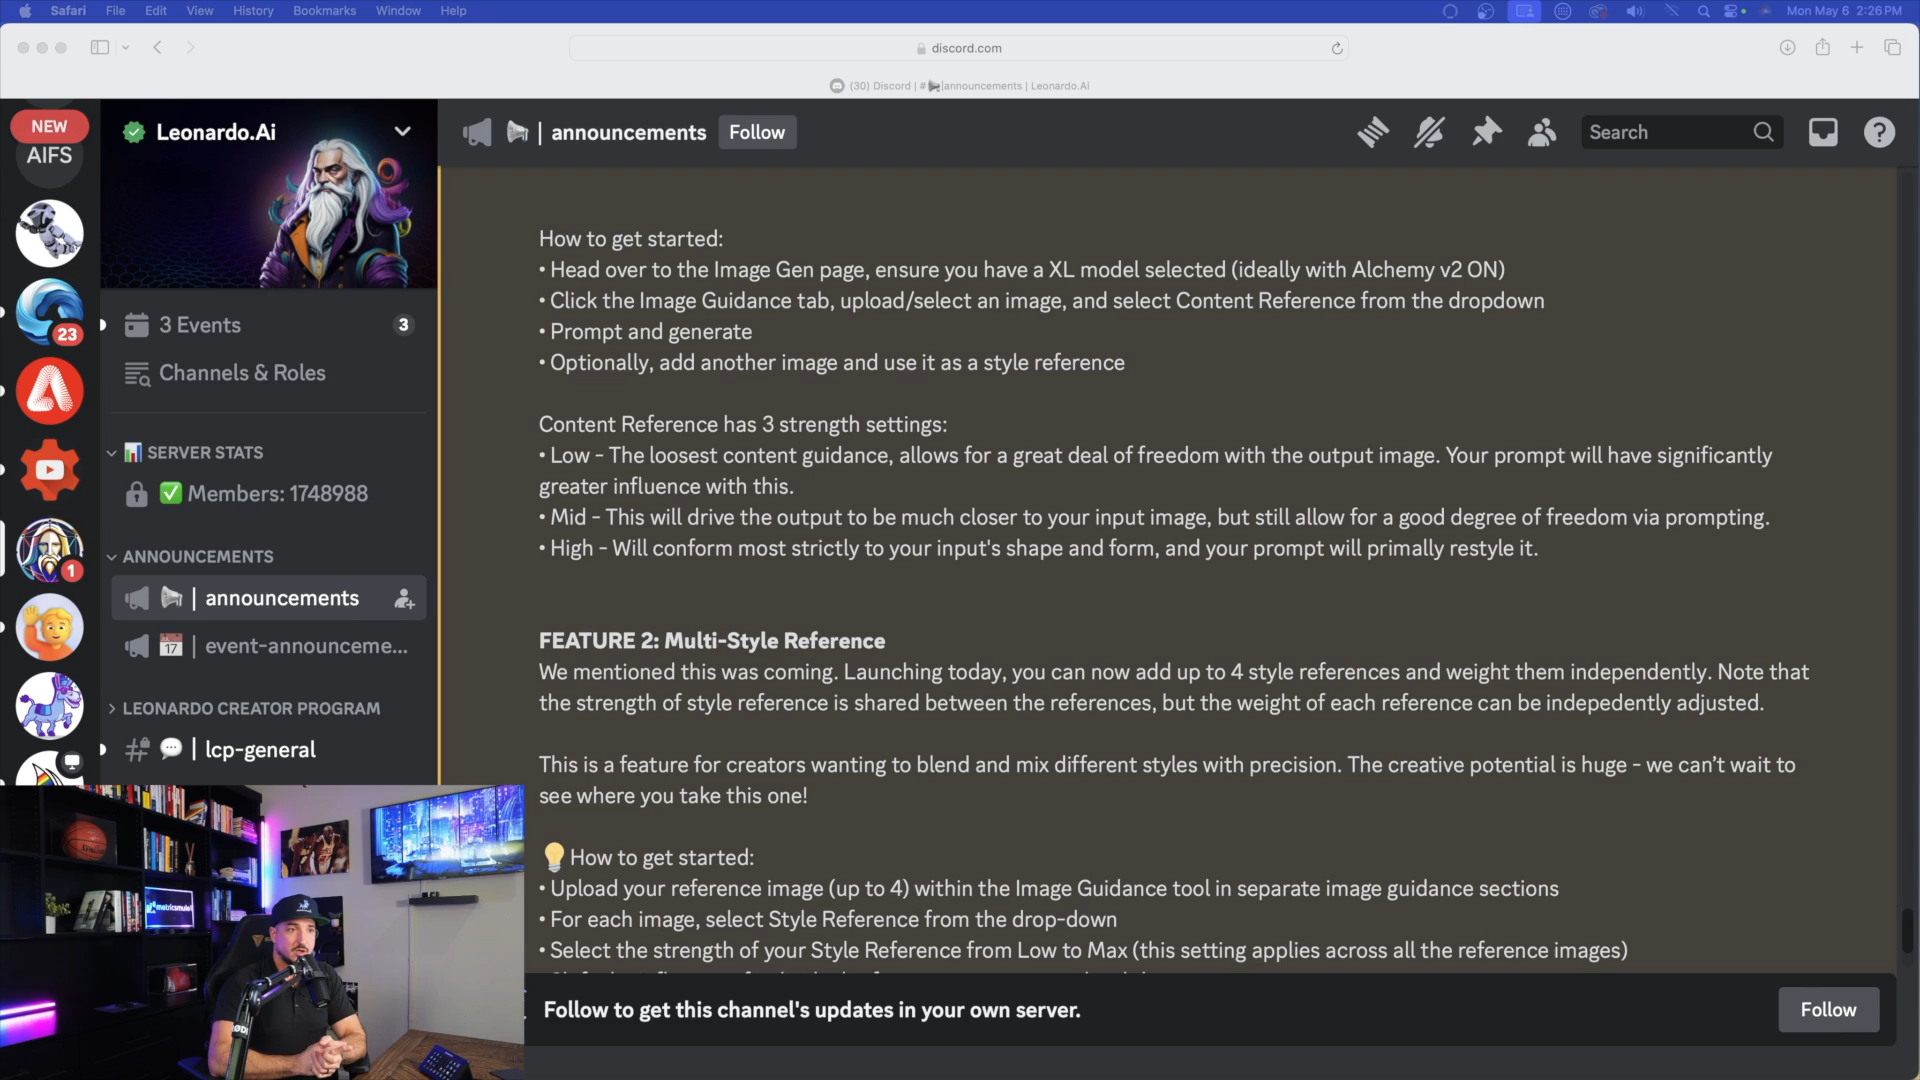 Safari File Edit View History Bookmarks Window Help
Mon May 6 2:26 PM
discord.com
(30) Discord | #📢|announcements | Leonardo.Ai
NEW
AIFS
23
1
Leonardo.Ai
3 Events 3
Channels & Roles
📊 SERVER STATS
✅ Members: 1748988
ANNOUNCEMENTS
📢 | announcements
📅 | event-announceme...
LEONARDO CREATOR PROGRAM
💬 | lcp-general
📢 | announcements Follow
Search
How to get started:
• Head over to the Image Gen page, ensure you have a XL model selected (ideally with Alchemy v2 ON)
• Click the Image Guidance tab, upload/select an image, and select Content Reference from the dropdown
• Prompt and generate
• Optionally, add another image and use it as a style reference
Content Reference has 3 strength settings:
• Low - The loosest content guidance, allows for a great deal of freedom with the output image. Your prompt will have significantly
greater influence with this.
• Mid - This will drive the output to be much closer to your input image, but still allow for a good degree of freedom via prompting.
• High - Will conform most strictly to your input's shape and form, and your prompt will primally restyle it.
FEATURE 2: Multi-Style Reference
We mentioned this was coming. Launching today, you can now add up to 4 style references and weight them independently. Note that
the strength of style reference is shared between the references, but the weight of each reference can be indepedently adjusted.
This is a feature for creators wanting to blend and mix different styles with precision. The creative potential is huge - we can't wait to
see where you take this one!
💡 How to get started:
• Upload your reference image (up to 4) within the Image Guidance tool in separate image guidance sections
• For each image, select Style Reference from the drop-down
• Select the strength of your Style Reference from Low to Max (this setting applies across all the reference images)
Follow to get this channel's updates in your own server.
Follow
SPALDING
metricsmule